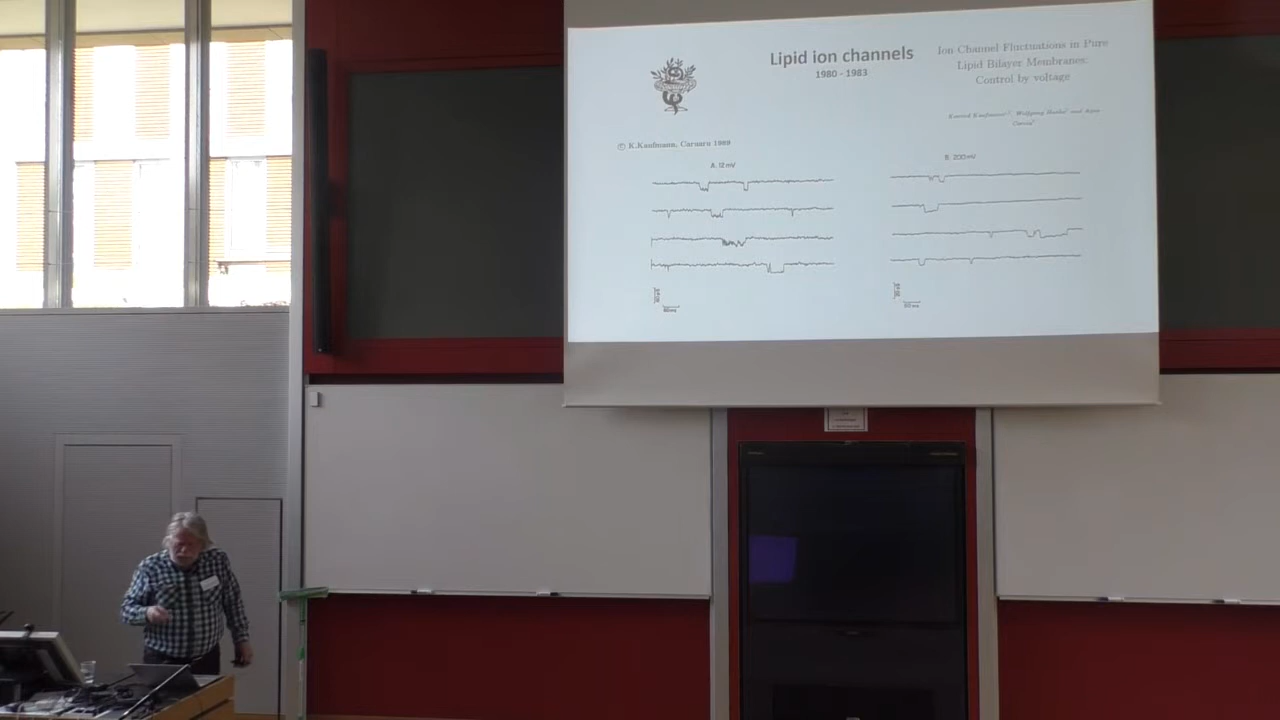 Lipid ion channels
1980 - 1983
Ion Channel Fluctuations in Pure
Lipid Bilayer Membranes:
Control by voltage
© K.Kaufmann, Caruaru 1989
A. 12 mV
B. 200 mV